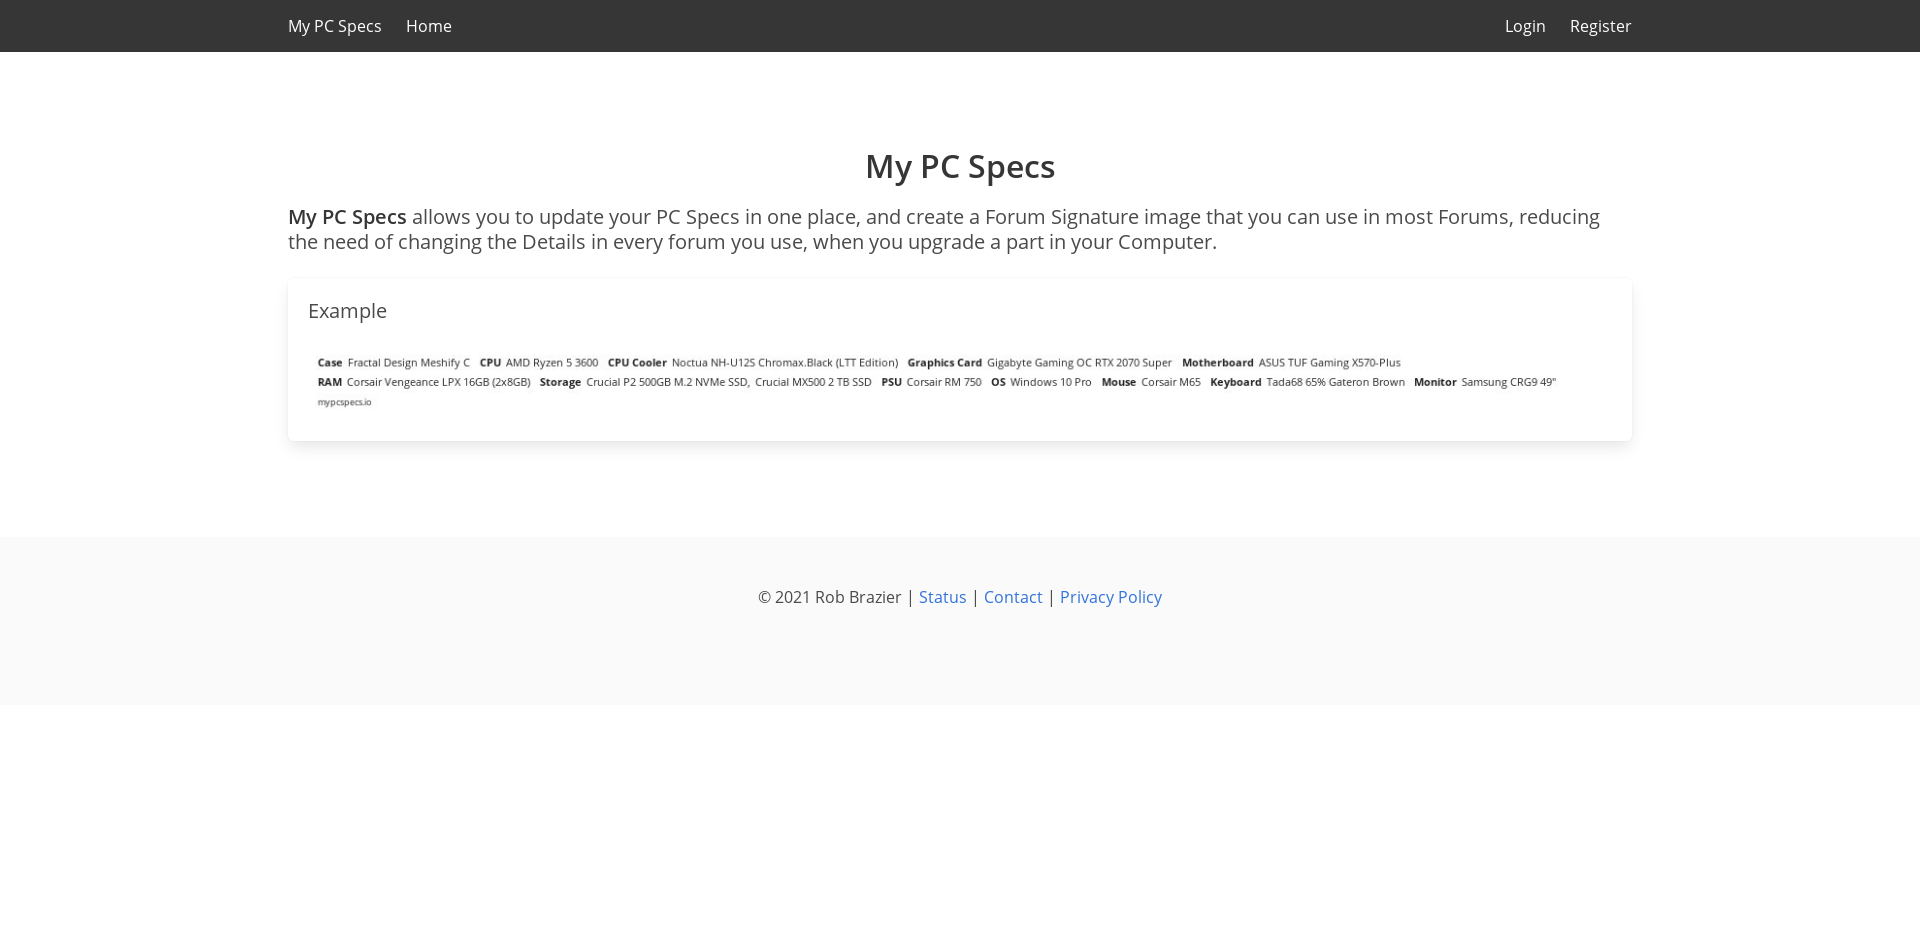 My PC Specs Home Login Register
My PC Specs
My PC Specs allows you to update your PC Specs in one place, and create a Forum Signature image that you can use in most Forums, reducing
the need of changing the Details in every forum you use, when you upgrade a part in your Computer.
Example
Case Fractal Design Meshify C CPU AMD Ryzen 5 3600 CPU Cooler Noctua NH-U12S Chromax.Black (LTT Edition) Graphics Card Gigabyte Gaming OC RTX 2070 Super Motherboard ASUS TUF Gaming X570-Plus
RAM Corsair Vengeance LPX 16GB (2x8GB) Storage Crucial P2 500GB M.2 NVMe SSD, Crucial MX500 2 TB SSD PSU Corsair RM 750 OS Windows 10 Pro Mouse Corsair M65 Keyboard Tada68 65% Gateron Brown Monitor Samsung CRG9 49"
mypcspecs.io
© 2021 Rob Brazier | Status | Contact | Privacy Policy